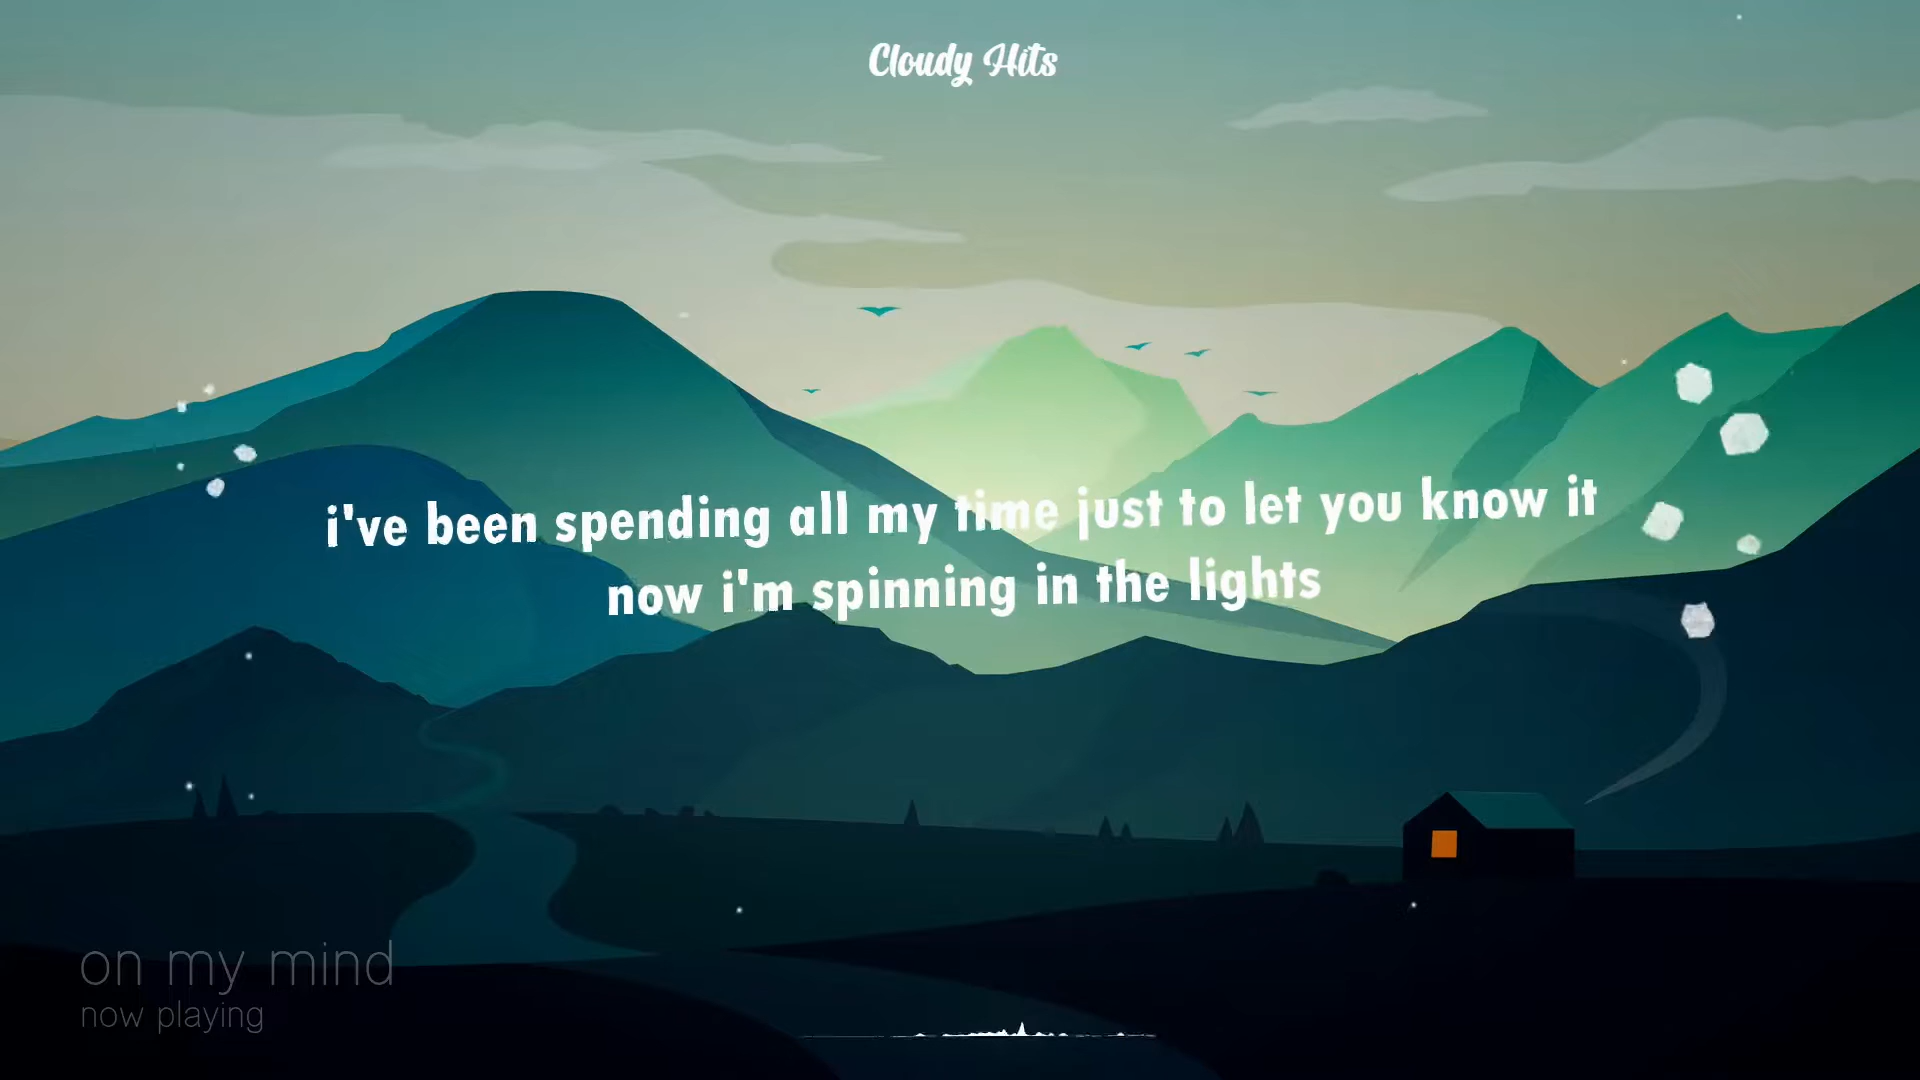 Cloudy Hits
i've been spending all my time just to let you know it
now i'm spinning in the lights
on my mind
now playing